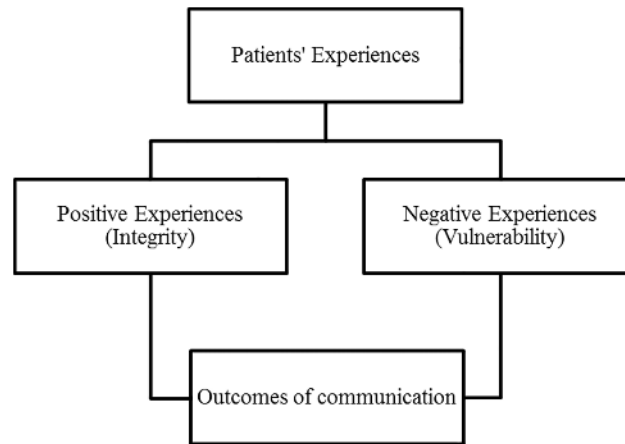 Patients' Experiences
Positive Experiences
(Integrity)
Negative Experiences
(Vulnerability)
Outcomes of communication